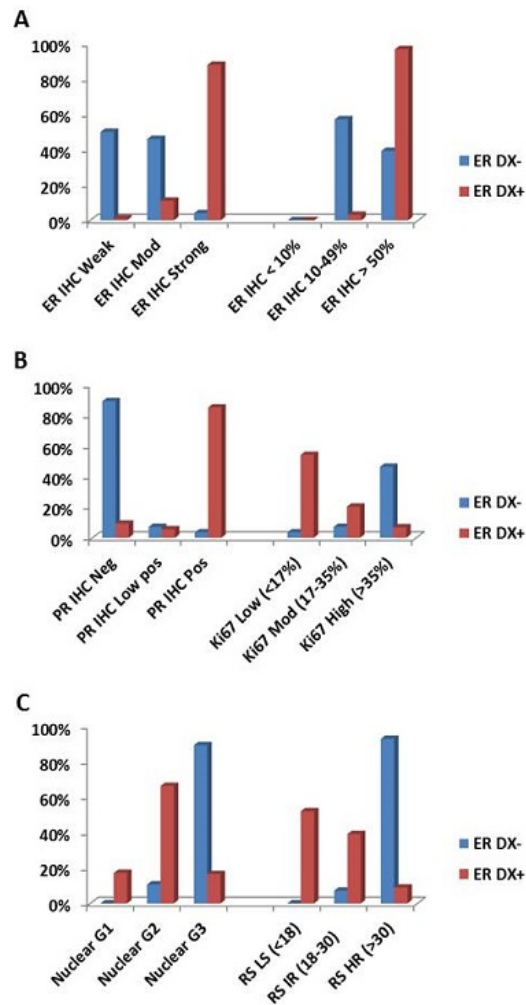 A
100%
80%
60%
40%
20%
0%
ER IHC Weak
ER IHC Mod
ER IHC Strong
ER IHC < 10%
ER IHC 10-49%
ER IHC > 50%
ER DX-
ER DX+
B
100%
80%
60%
40%
20%
0%
PR IHC Neg
PR IHC Low pos
PR IHC Pos
Ki67 Low (<17%)
Ki67 Mod (17-35%)
Ki67 High (>35%)
ER DX-
ER DX+
C
100%
80%
60%
40%
20%
0%
Nuclear G1
Nuclear G2
Nuclear G3
RS LS (<18)
RS IR (18-30)
RS HR (>30)
ER DX-
ER DX+